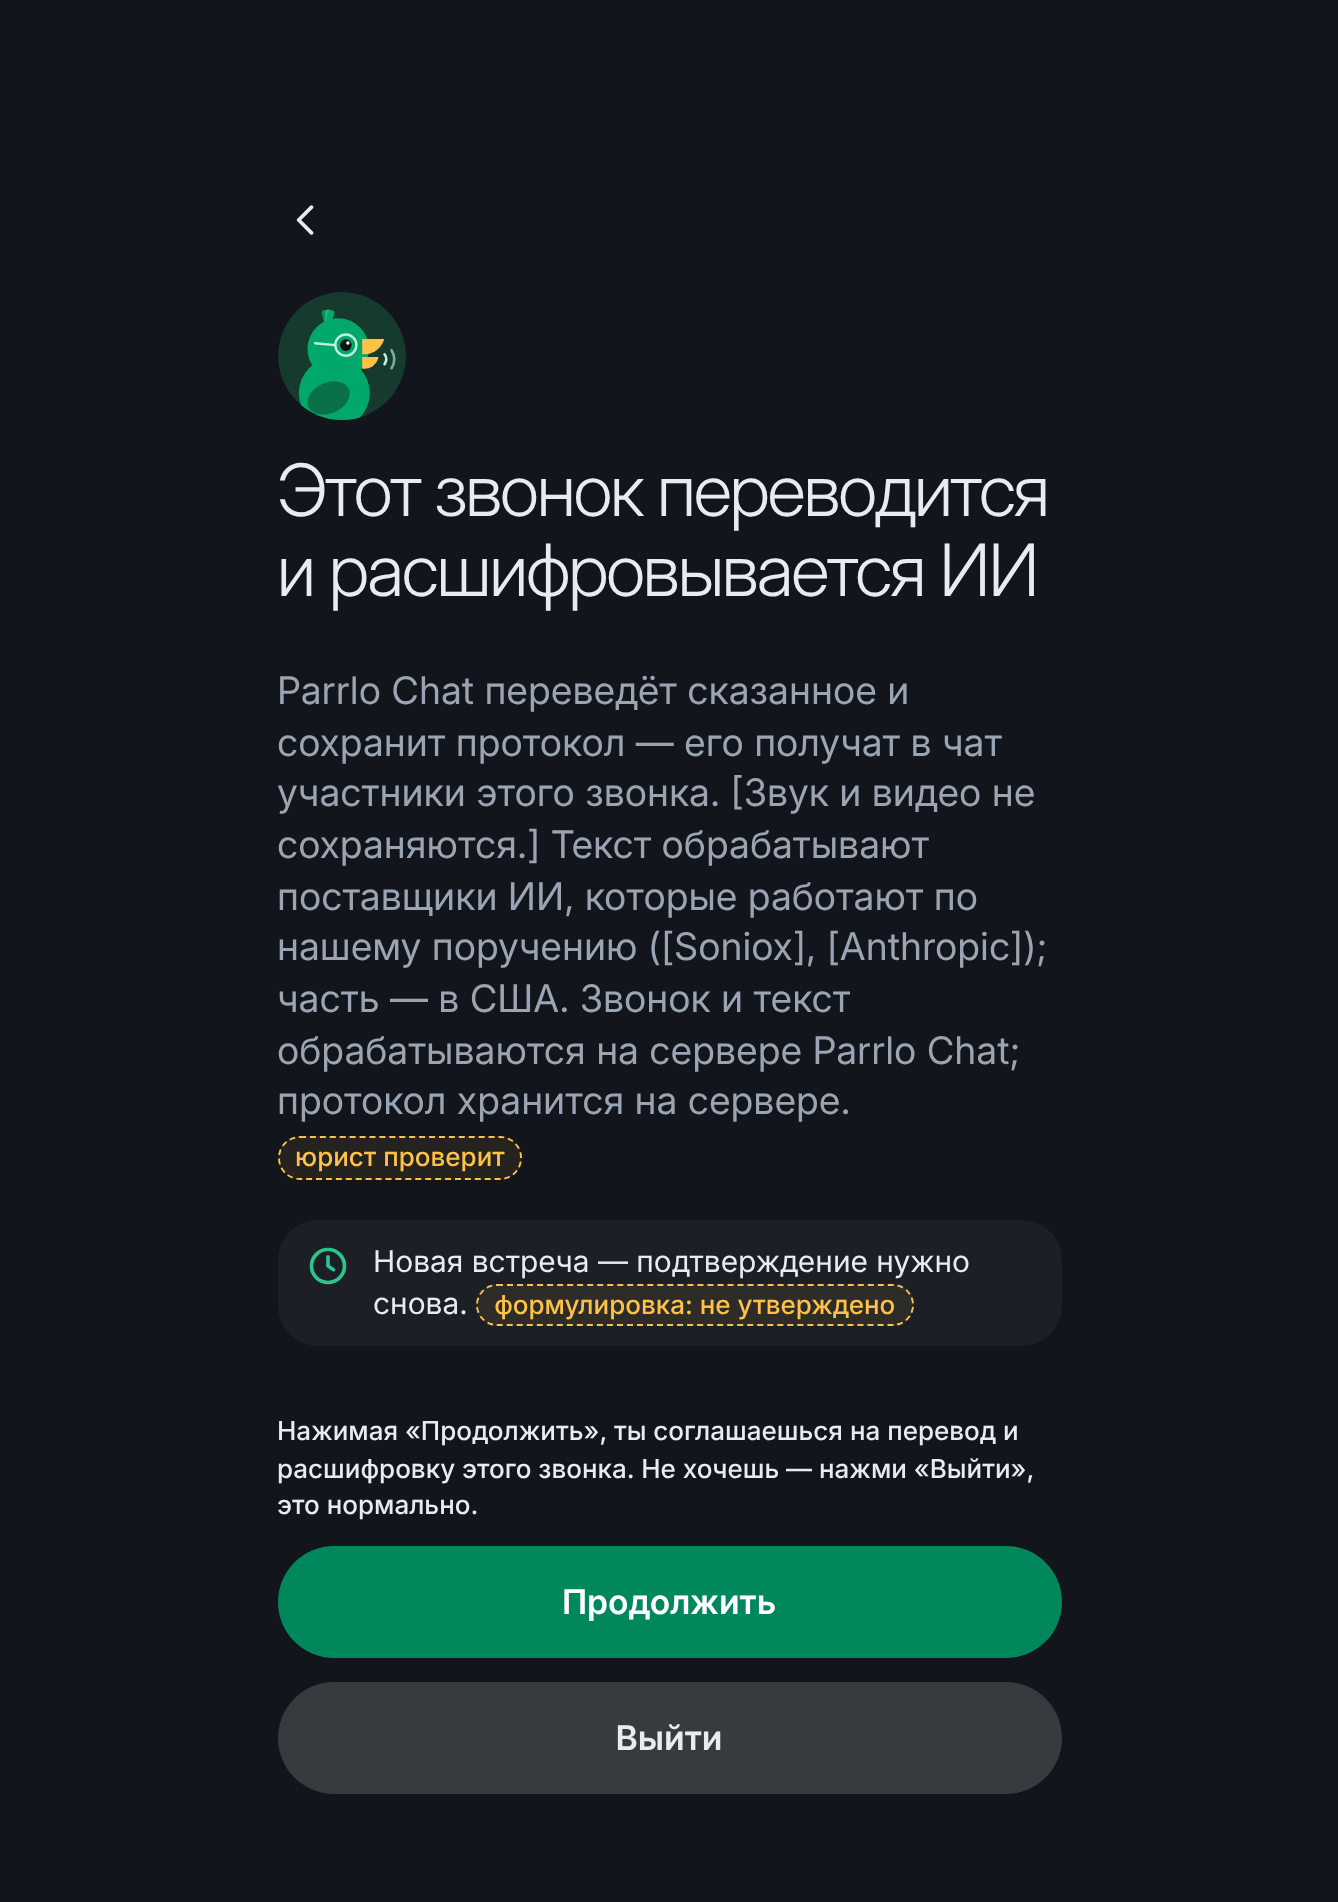 Этот звонок переводится
и расшифровывается ИИ
Parrlo Chat переведёт сказанное и
сохранит протокол — его получат в чат
участники этого звонка. [Звук и видео не
сохраняются.] Текст обрабатывают
поставщики ИИ, которые работают по
нашему поручению ([Soniox], [Anthropic]);
часть — в США. Звонок и текст
обрабатываются на сервере Parrlo Chat;
протокол хранится на сервере.
юрист проверит
Новая встреча — подтверждение нужно
снова. формулировка: не утверждено
Нажимая «Продолжить», ты соглашаешься на перевод и
расшифровку этого звонка. Не хочешь — нажми «Выйти»,
это нормально.
Продолжить
Выйти